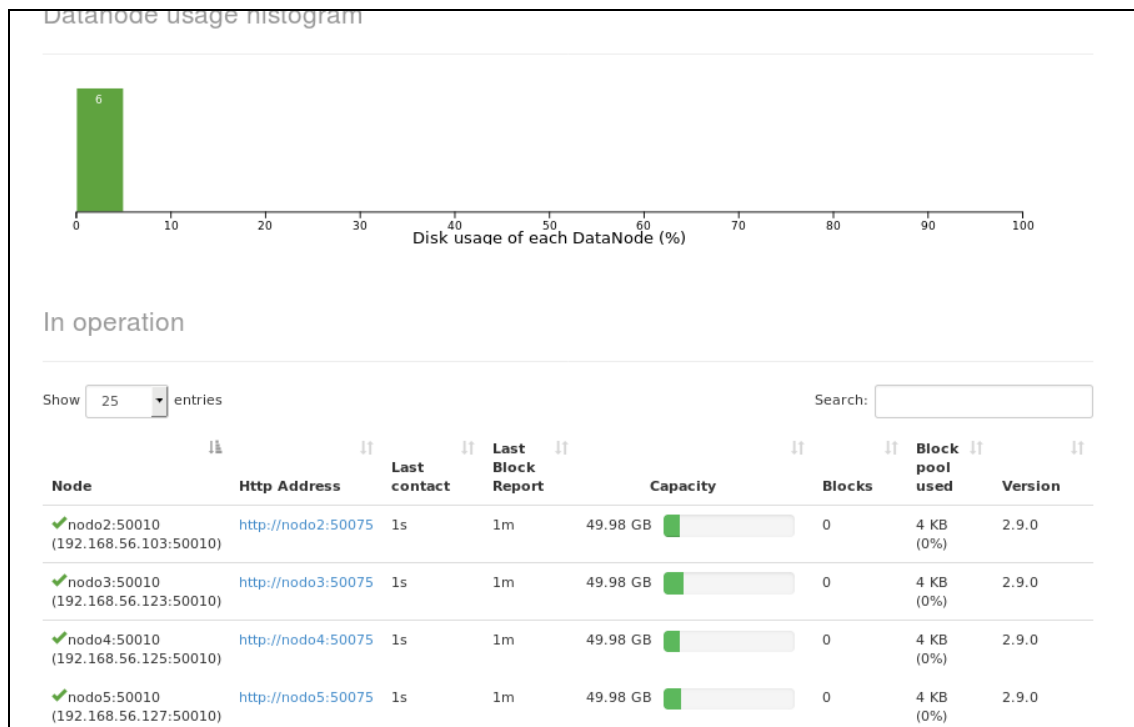 Datanode usage histogram
6
0 10 20 30 40 50 60 70 80 90 100
Disk usage of each DataNode (%)
In operation
Show 25 entries Search:
Node Http Address Last contact Last Block Report Capacity Blocks Block pool used Version
nodo2:50010 http://nodo2:50075 1s 1m 49.98 GB 0 4 KB 2.9.0
(192.168.56.103:50010) (0%)
nodo3:50010 http://nodo3:50075 1s 1m 49.98 GB 0 4 KB 2.9.0
(192.168.56.123:50010) (0%)
nodo4:50010 http://nodo4:50075 1s 1m 49.98 GB 0 4 KB 2.9.0
(192.168.56.125:50010) (0%)
nodo5:50010 http://nodo5:50075 1s 1m 49.98 GB 0 4 KB 2.9.0
(192.168.56.127:50010) (0%)